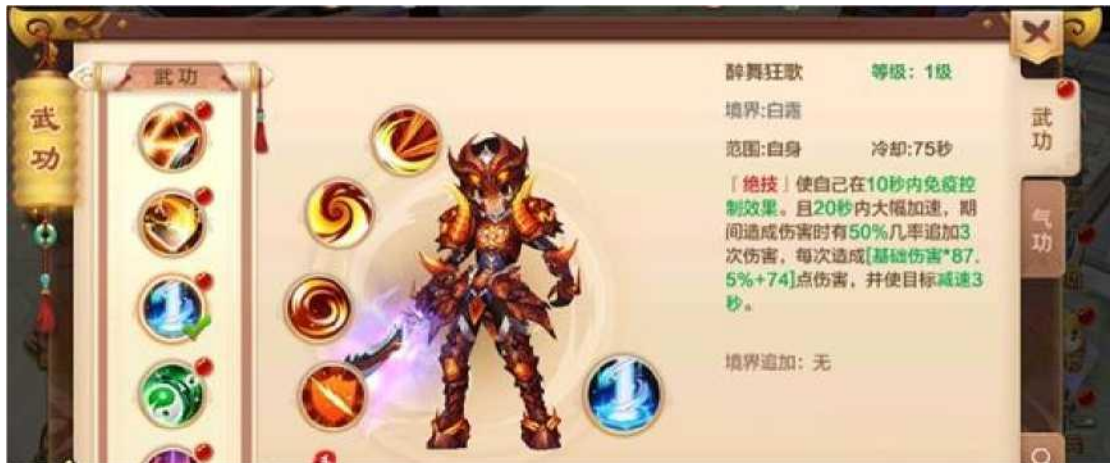 武功
武功
醉舞狂歌 等级：1级
境界:白露
范围:自身 冷却:75秒
「绝技」使自己在10秒内免疫控
制效果。且20秒内大幅加速，期
间造成伤害时有50%几率追加3
次伤害，每次造成[基础伤害*87.
5%+74]点伤害，并使目标减速3
秒。
境界追加：无
武功
气功